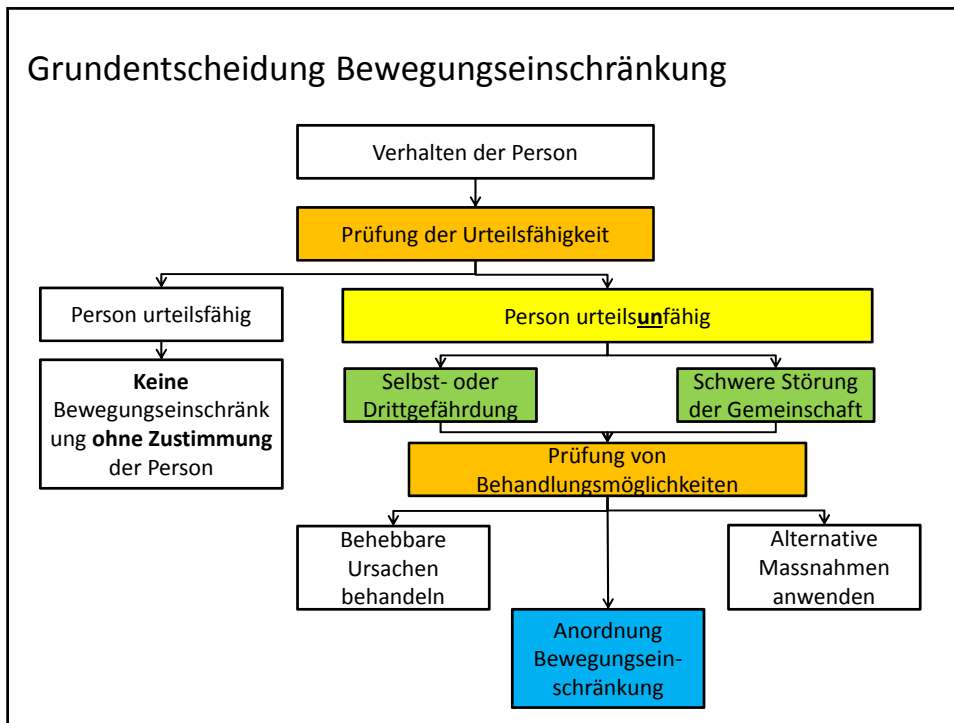 Grundentscheidung Bewegungseinschränkung
Verhalten der Person
Prüfung der Urteilsfähigkeit
Person urteilsfähig
Person urteilsunfähig
Keine
Bewegungseinschränk
ung ohne Zustimmung
der Person
Selbst- oder
Drittgefährdung
Schwere Störung
der Gemeinschaft
Prüfung von
Behandlungsmöglichkeiten
Behebbare
Ursachen
behandeln
Alternative
Massnahmen
anwenden
Anordnung
Bewegungsein-
schränkung